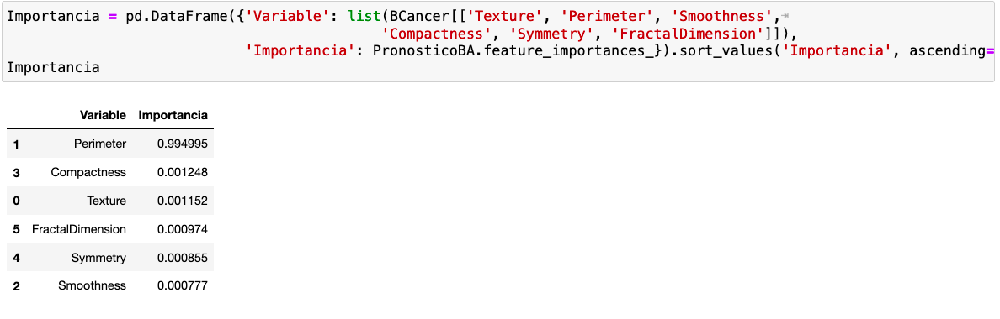 Importancia = pd.DataFrame({'Variable': list(BCancer[['Texture', 'Perimeter', 'Smoothness',
'Compactness', 'Symmetry', 'FractalDimension']]),
'Importancia': PronosticoBA.feature_importances_}).sort_values('Importancia', ascending=
Importancia
Variable Importancia
1 Perimeter 0.994995
3 Compactness 0.001248
0 Texture 0.001152
5 FractalDimension 0.000974
4 Symmetry 0.000855
2 Smoothness 0.000777